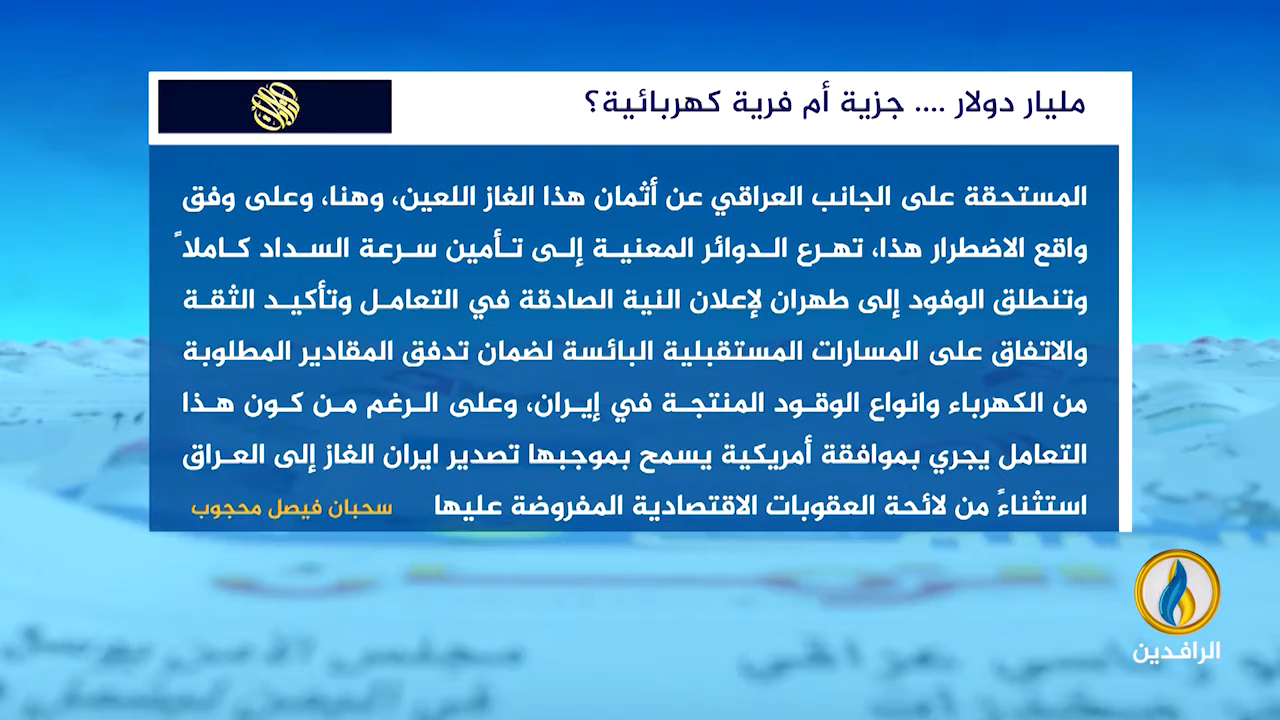 مليار دولار .... جزية أم فرية كهربائية؟
المستحقة على الجانب العراقي عن أثمان هذا الغاز اللعين، وهنا، وعلى وفق
واقع الاضطرار هذا، تهرع الدوائر المعنية إلى تأمين سرعة السداد كاملاً
وتنطلق الوفود إلى طهران لإعلان النية الصادقة في التعامل وتأكيد الثقة
والاتفاق على المسارات المستقبلية البائسة لضمان تدفق المقادير المطلوبة
من الكهرباء وانواع الوقود المنتجة في إيران، وعلى الرغم من كون هذا
التعامل يجري بموافقة أمريكية يسمح بموجبها تصدير ايران الغاز إلى العراق
استثناءً من لائحة العقوبات الاقتصادية المفروضة عليها
سحبان فيصل محجوب
الرافدين
مجلس الأمن
في اليمن